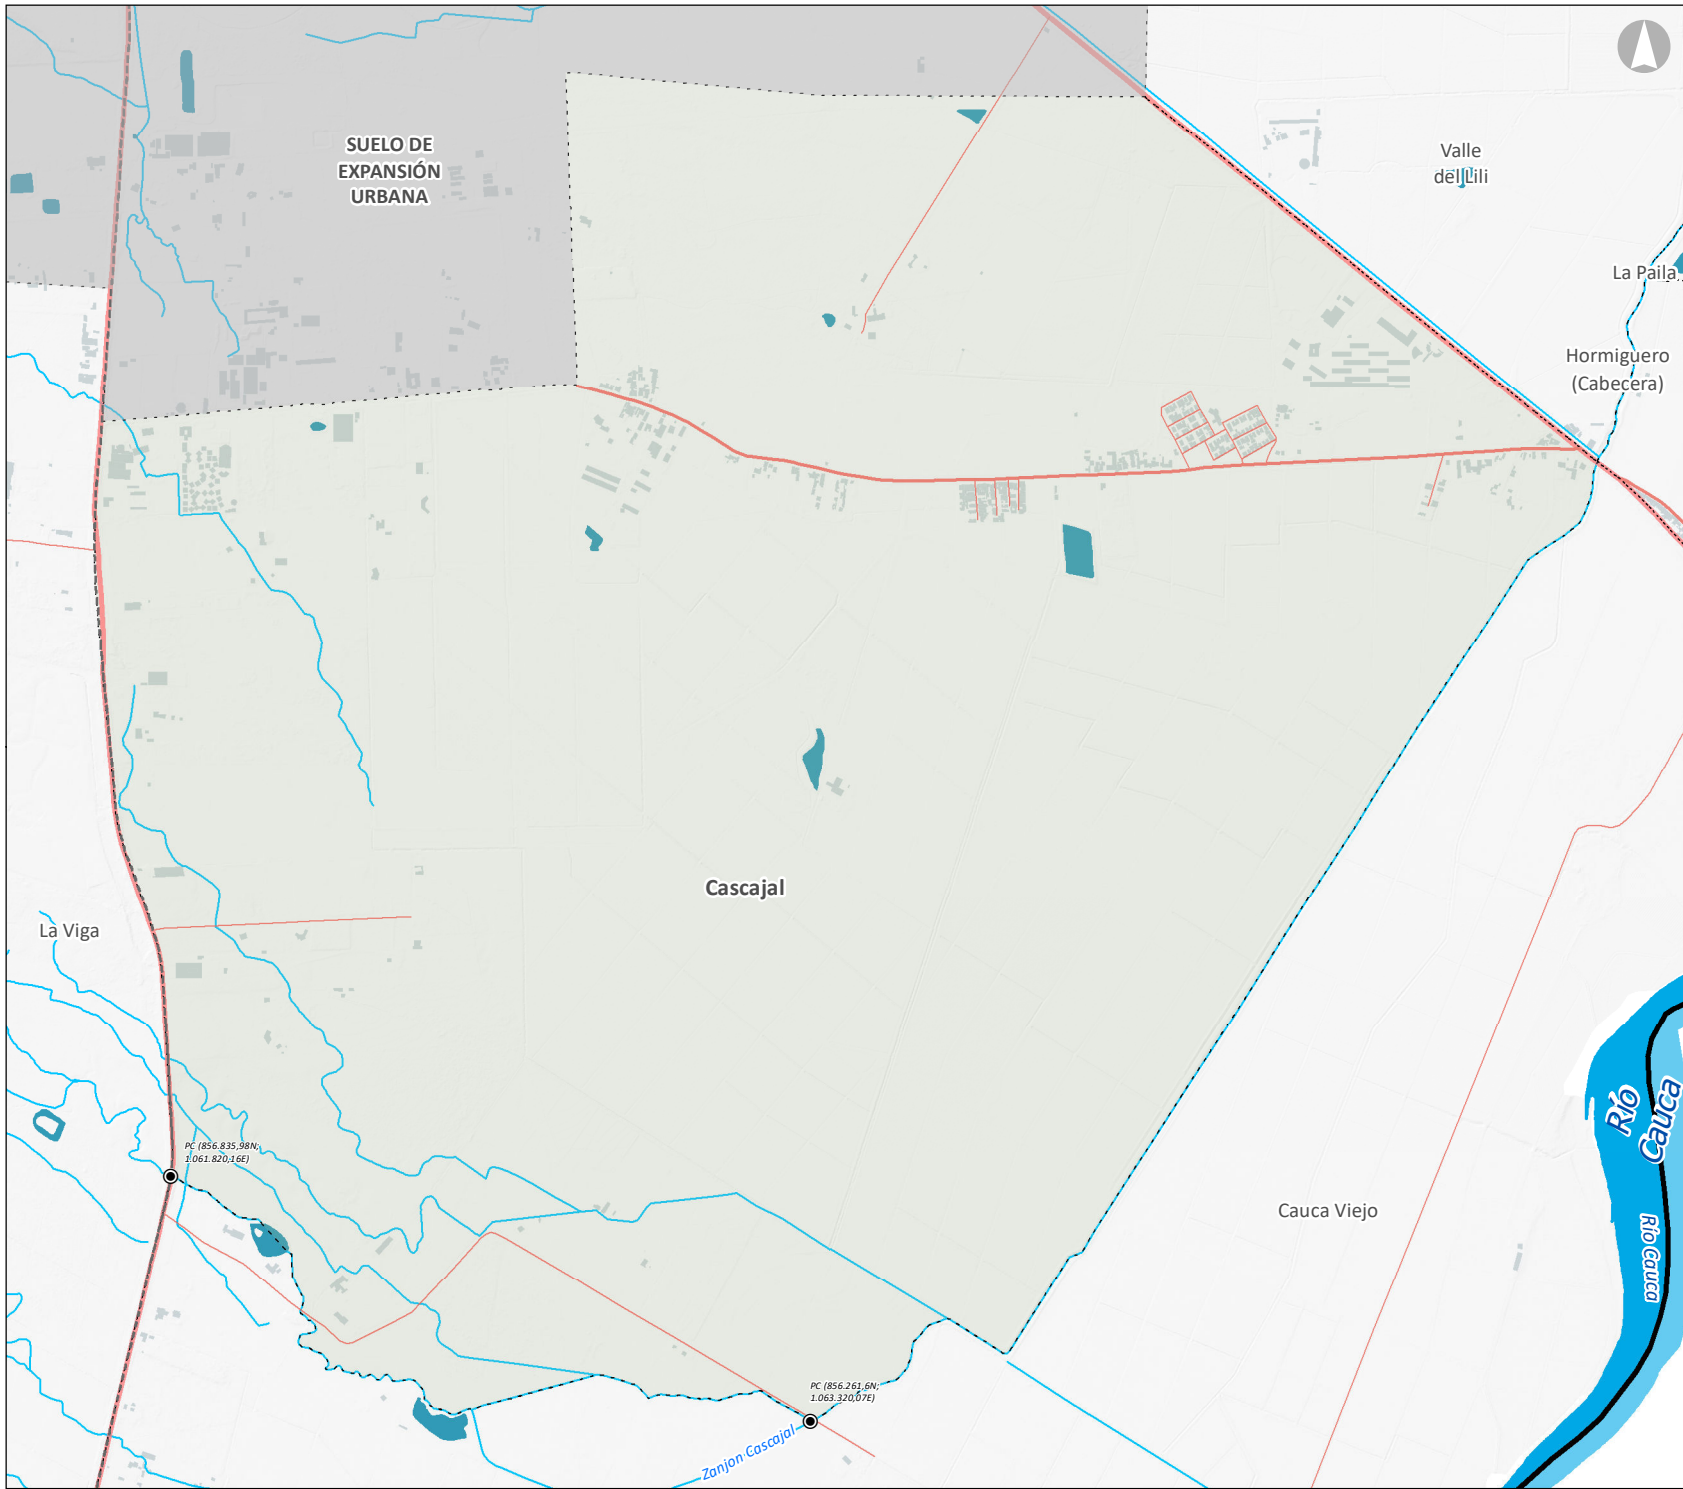 SUELO DE
EXPANSIÓN
URBANA
Valle
del Lili
La Paila
Hormiguero
(Cabecera)
Cascajal
La Viga
PC (856.835,98N;
1.061.820,16E)
Río
Cauca
Cauca Viejo
Río Cauca
PC (856.261,6N;
1.063.320,07E)
Zanjon Cascajal